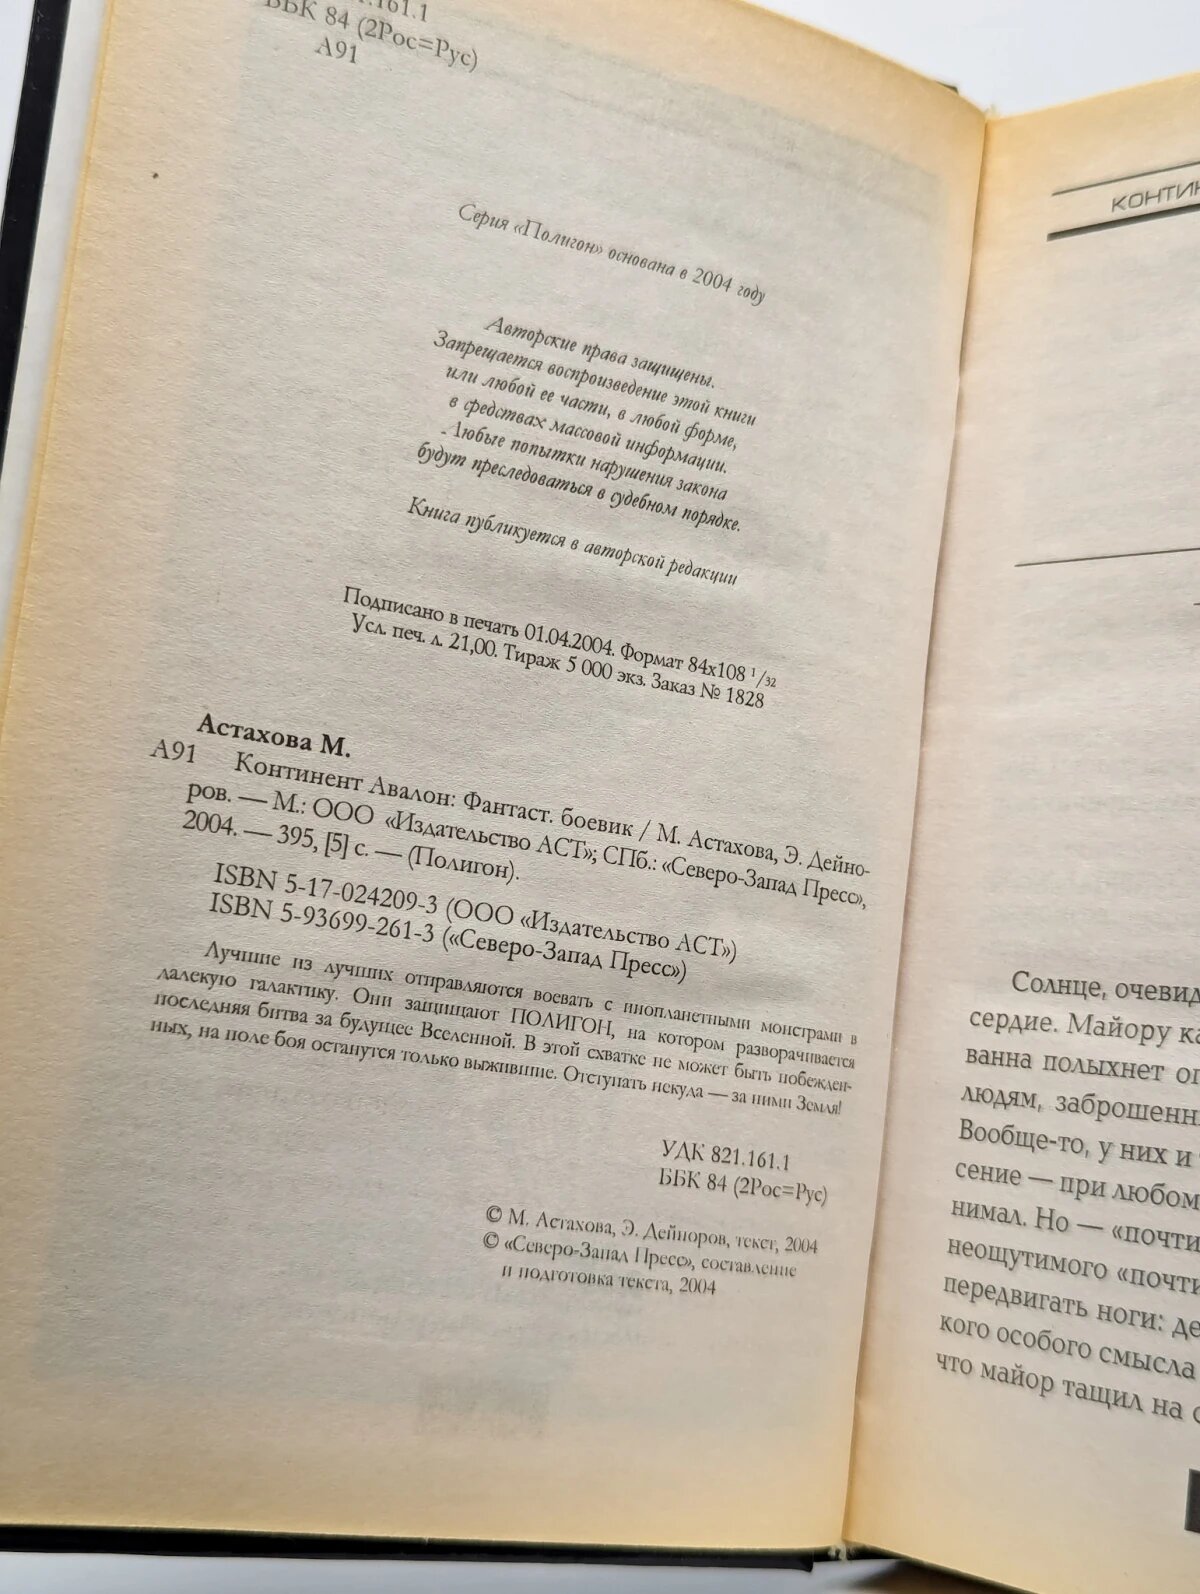 ББК 84 (2Рос=Рус)
А91
Серия «Полигон» основана в 2004 году
Авторские права защищены.
Запрещается воспроизведение этой книги
или любой ее части, в любой форме,
в средствах массовой информации.
Любые попытки нарушения закона
будут преследоваться в судебном порядке.
Книга публикуется в авторской редакции
Подписано в печать 01.04.2004. Формат 84х108 1/32
Усл. печ. л. 21,00. Тираж 5 000 экз. Заказ № 1828
Астахова М.
А91 Континент Авалон: Фантаст. боевик / М. Астахова, Э. Дейно-
ров. — М.: ООО «Издательство АСТ»; СПб.: «Северо-Запад Пресс»,
2004. — 395, [5] с. — (Полигон).
ISBN 5-17-024209-3 (ООО «Издательство АСТ»)
ISBN 5-93699-261-3 («Северо-Запад Пресс»)
Лучшие из лучших отправляются воевать с инопланетными монстрами в
далекую галактику. Они защищают ПОЛИГОН, на котором разворачивается
последняя битва за будущее Вселенной. В этой схватке не может быть побежден-
ных, на поле боя останутся только выжившие. Отступать некуда — за ними Земля!
УДК 821.161.1
ББК 84 (2Рос=Рус)
© М. Астахова, Э. Дейноров, текст, 2004
© «Северо-Запад Пресс», составление
и подготовка текста, 2004
Солнце,
сердие. Майору
ванна полыхнет
людям,
Вообще-то, у них и
сение — при любом
нимал. Но — «почти
неощутимого «почти
передвигать ноги:
кого особого смысла
что майор тащил на